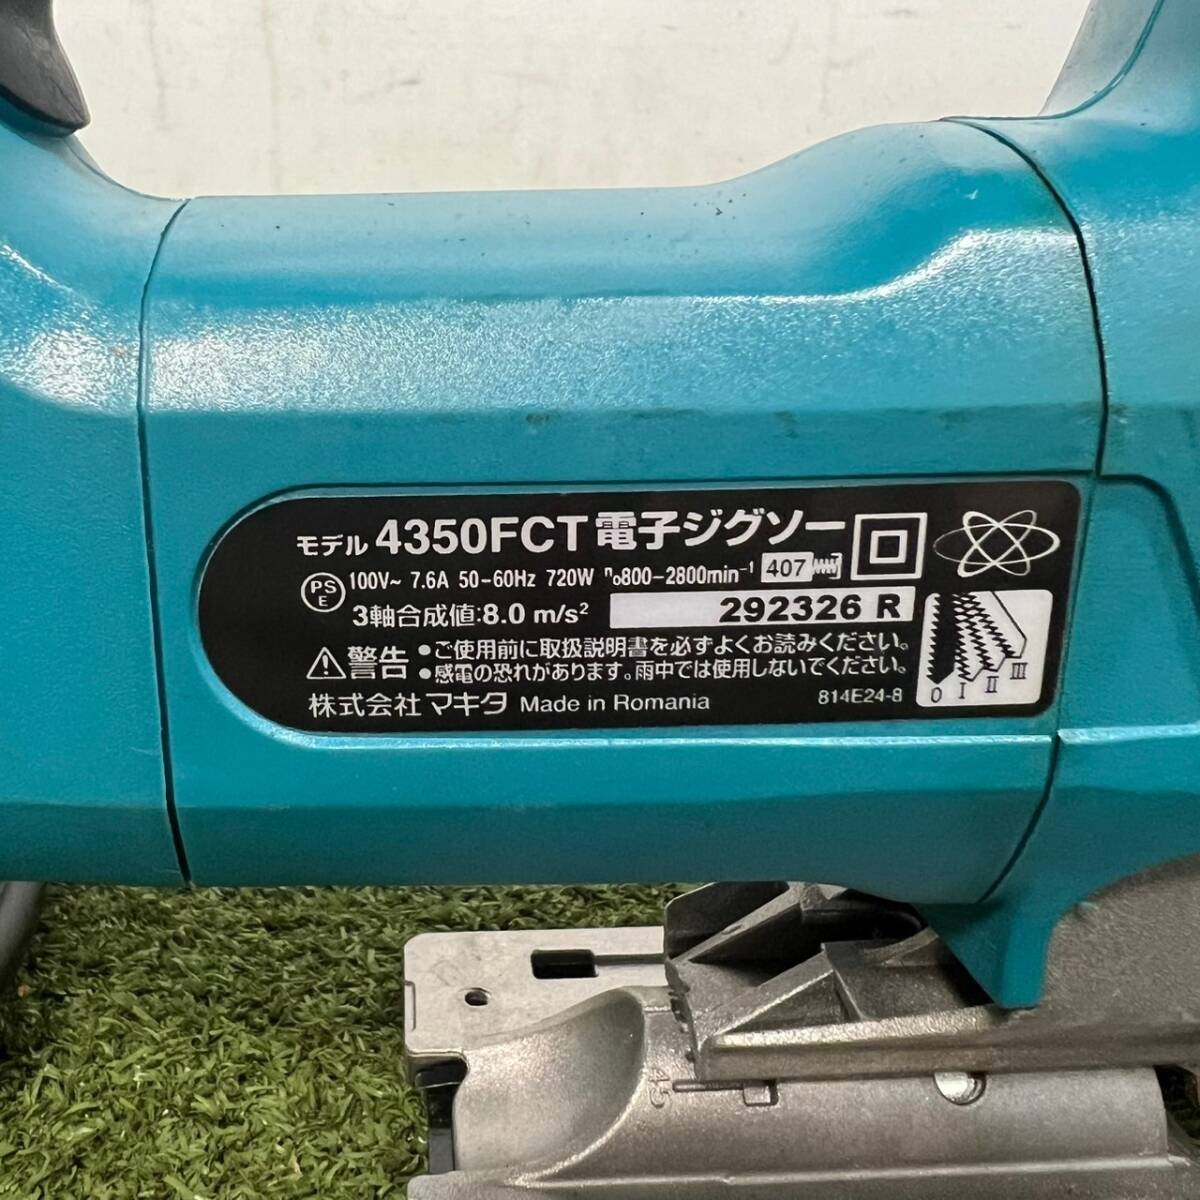 モデル 4350FCT 電子ジグソー
PS E 100V~ 7.6A 50-60Hz 720W n₀800-2800min⁻¹ 407
3軸合成値:8.0 m/s² 292326 R
⚠警告 •ご使用前に取扱説明書を必ずよくお読みください。
•感電の恐れがあります。雨中では使用しないでください。
株式会社 マキタ Made in Romania 814E24-8
0 I II III
45